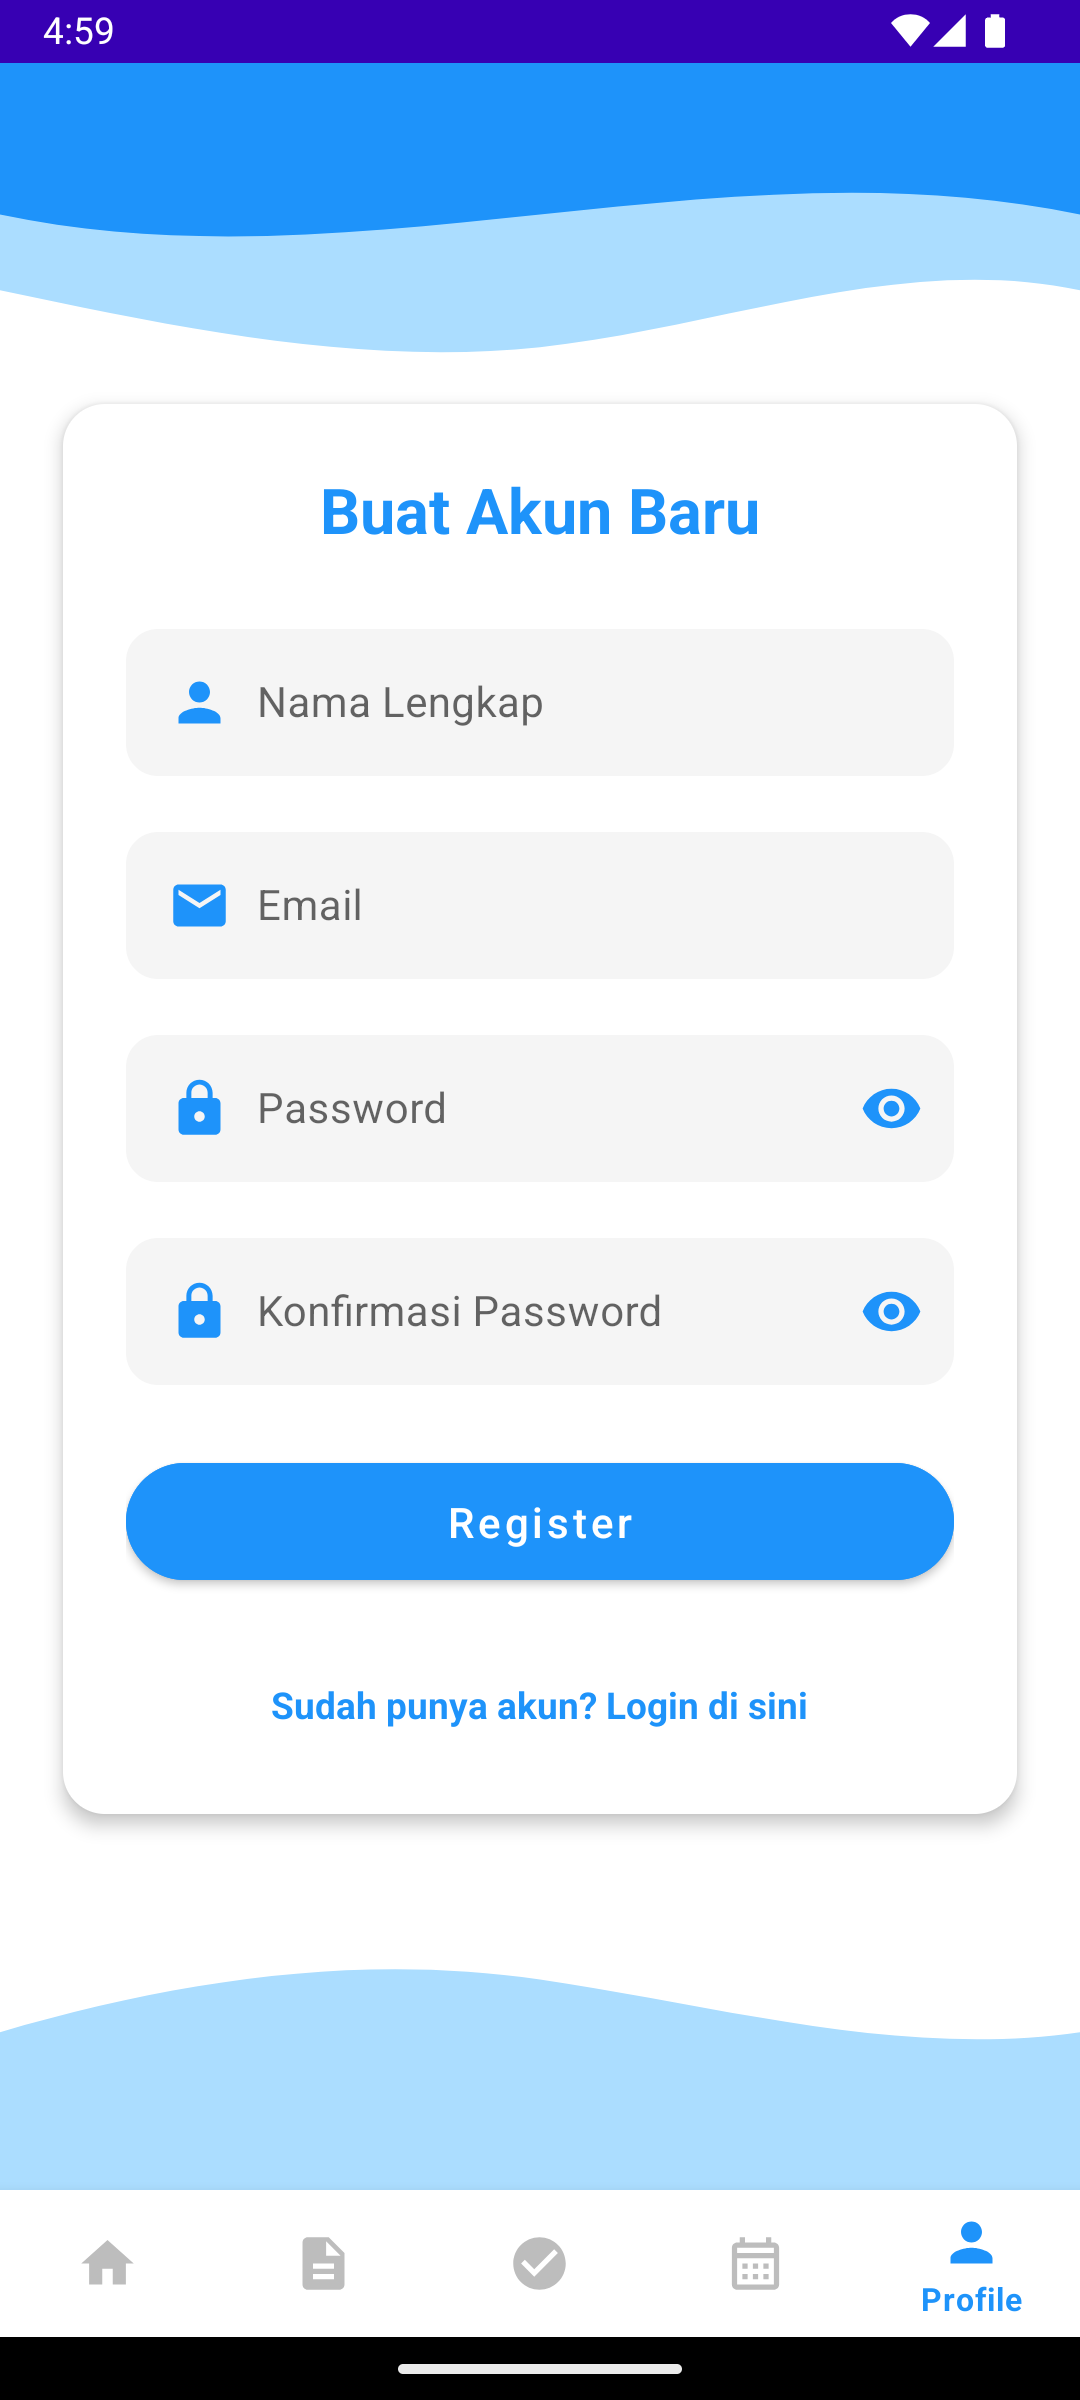 4:59
Buat Akun Baru
Nama Lengkap
Email
Password
Konfirmasi Password
Register
Sudah punya akun? Login di sini
Profile